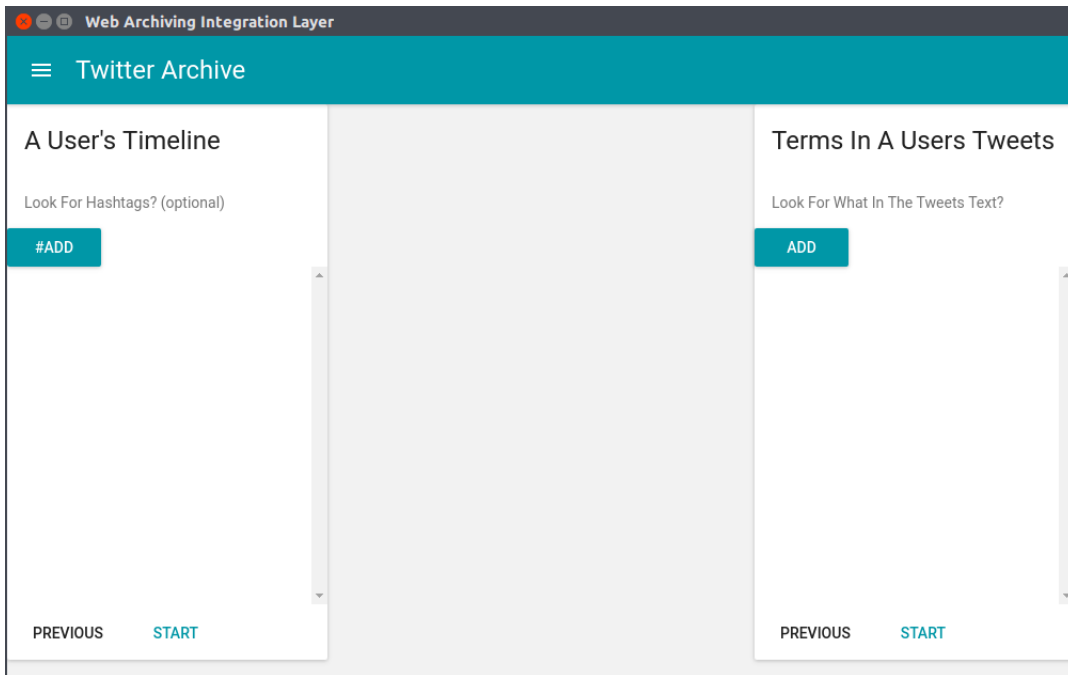 Web Archiving Integration Layer
Twitter Archive
A User's Timeline
Look For Hashtags? (optional)
#ADD
PREVIOUS START
Terms In A Users Tweets
Look For What In The Tweets Text?
ADD
PREVIOUS START